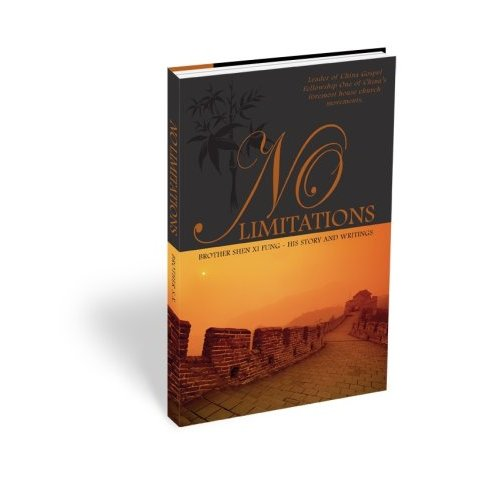 Leader of China Gospel
Fellowship One of China's
foremost house church
movements.
NO
LIMITATIONS
BROTHER SHEN XI FUNG - HIS STORY AND WRITINGS
NO LIMITATIONS
BROTHER